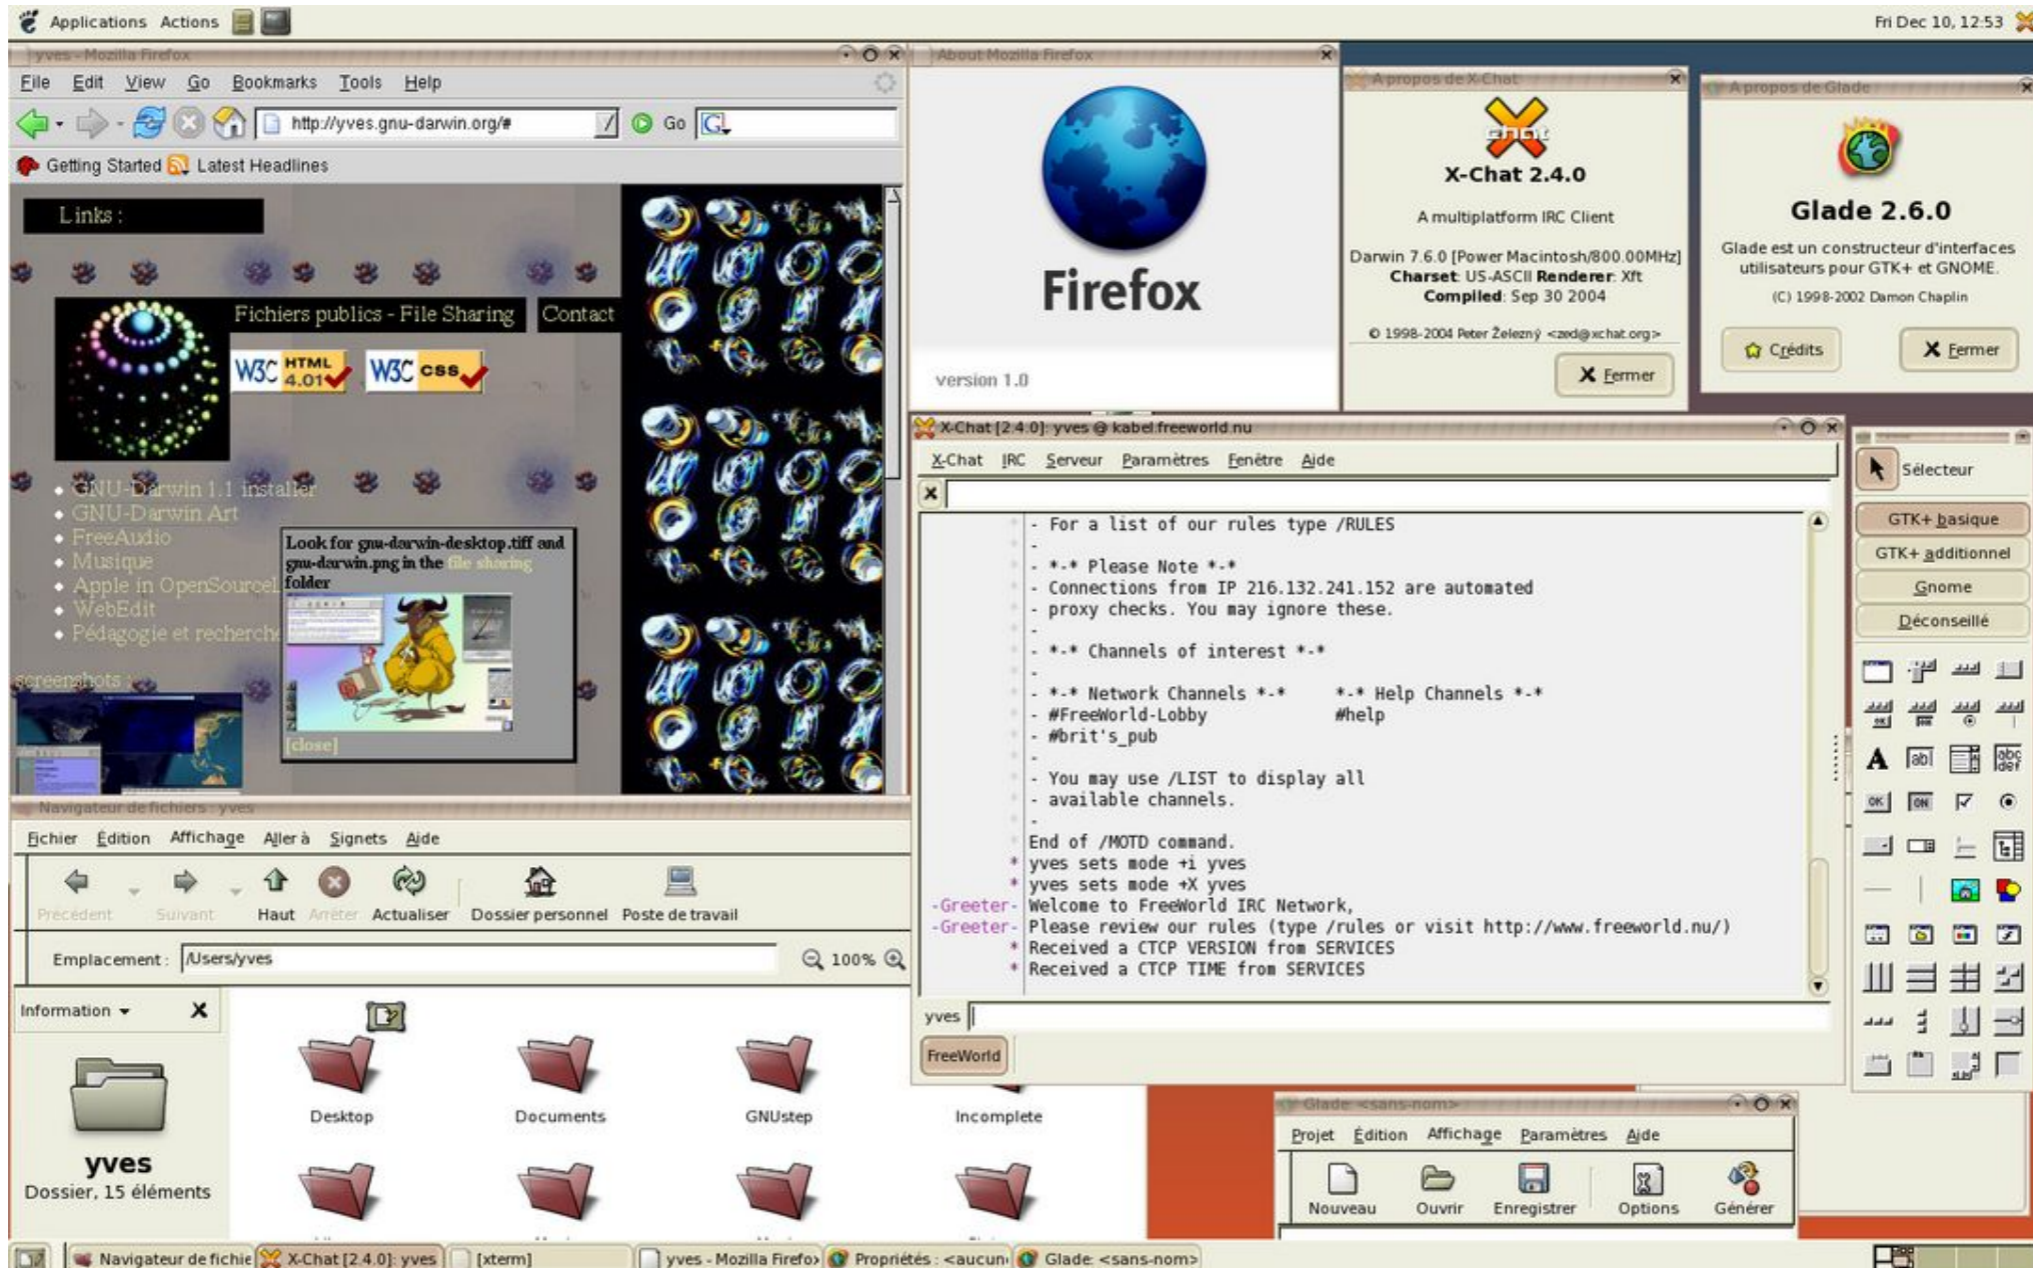 Applications Actions
Fri Dec 10, 12:53
yves - Mozilla Firefox
File Edit View Go Bookmarks Tools Help
http://yves.gnu-darwin.org/#
Go
Getting Started Latest Headlines
Links :
Fichiers publics - File Sharing Contact
W3C HTML 4.01
W3C CSS
GNU-Darwin 1.1 installer
GNU-Darwin Art
FreeAudio
Musique
Apple in OpenSource
WebEdit
Pédagogie et recherche
screenshots :
Look for gnu-darwin-desktop.tiff and
gnu-darwin.png in the file sharing
folder
[close]
About Mozilla Firefox
Firefox
version 1.0
A propos de X-Chat
chat
X-Chat 2.4.0
A multiplatform IRC Client
Darwin 7.6.0 [Power Macintosh/800.00MHz]
Charset: US-ASCII Renderer: Xft
Compiled: Sep 30 2004
© 1998-2004 Peter Železný <zed@xchat.org>
Fermer
A propos de Glade
Glade 2.6.0
Glade est un constructeur d'interfaces
utilisateurs pour GTK+ et GNOME.
(C) 1998-2002 Damon Chaplin
Crédits
Fermer
X-Chat [2.4.0]: yves @ kabel.freeworld.nu
X-Chat IRC Serveur Paramètres Fenêtre Aide
- For a list of our rules type /RULES
-
- *-* Please Note *-*
- Connections from IP 216.132.241.152 are automated
- proxy checks. You may ignore these.
-
- *-* Channels of interest *-*
-
- *-* Network Channels *-* *-* Help Channels *-*
- #FreeWorld-Lobby #help
- #brit's_pub
-
- You may use /LIST to display all
- available channels.
-
End of /MOTD command.
* yves sets mode +i yves
* yves sets mode +X yves
-Greeter- Welcome to FreeWorld IRC Network,
-Greeter- Please review our rules (type /rules or visit http://www.freeworld.nu/)
* Received a CTCP VERSION from SERVICES
* Received a CTCP TIME from SERVICES
yves
FreeWorld
Sélecteur
GTK+ basique
GTK+ additionnel
Gnome
Déconseillé
OK
A ab| abc def
OK ON
Navigateur de fichiers : yves
Fichier Édition Affichage Aller à Signets Aide
Précédent Suivant Haut Arrêter Actualiser Dossier personnel Poste de travail
Emplacement : /Users/yves
100%
Information
yves
Dossier, 15 éléments
Desktop Documents GNUstep Incomplete
Glade: <sans-nom>
Projet Édition Affichage Paramètres Aide
Nouveau Ouvrir Enregistrer Options Générer
Navigateur de fichie X-Chat [2.4.0]: yves [xterm] yves - Mozilla Firefo Propriétés : <aucun Glade: <sans-nom>